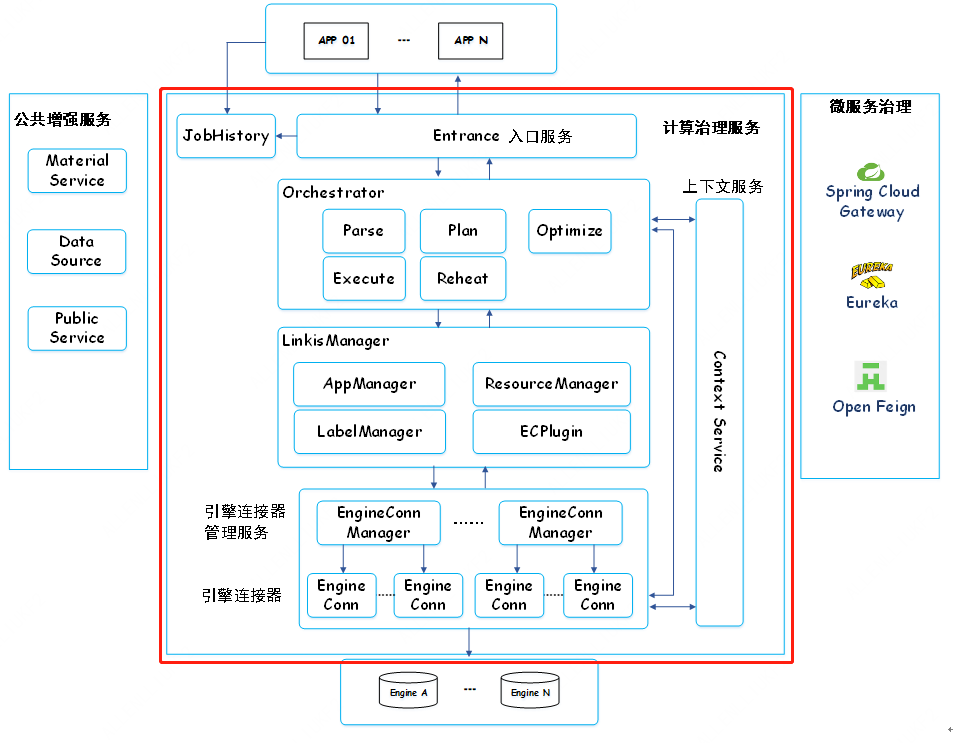 APP 01
---
APP N
公共增强服务
Material
Service
Data
Source
Public
Service
JobHistory
Entrance 入口服务
计算治理服务
Orchestrator
Parse
Plan
Optimize
Execute
Reheat
上下文服务
Context Service
LinkisManager
AppManager
ResourceManager
LabelManager
ECPlugin
引擎连接器
管理服务
EngineConn
Manager
......
EngineConn
Manager
引擎连接器
Engine
Conn
......
Engine
Conn
Engine
Conn
......
Engine
Conn
Engine A
---
Engine N
微服务治理
Spring Cloud
Gateway
EUREKA
Eureka
Open Feign